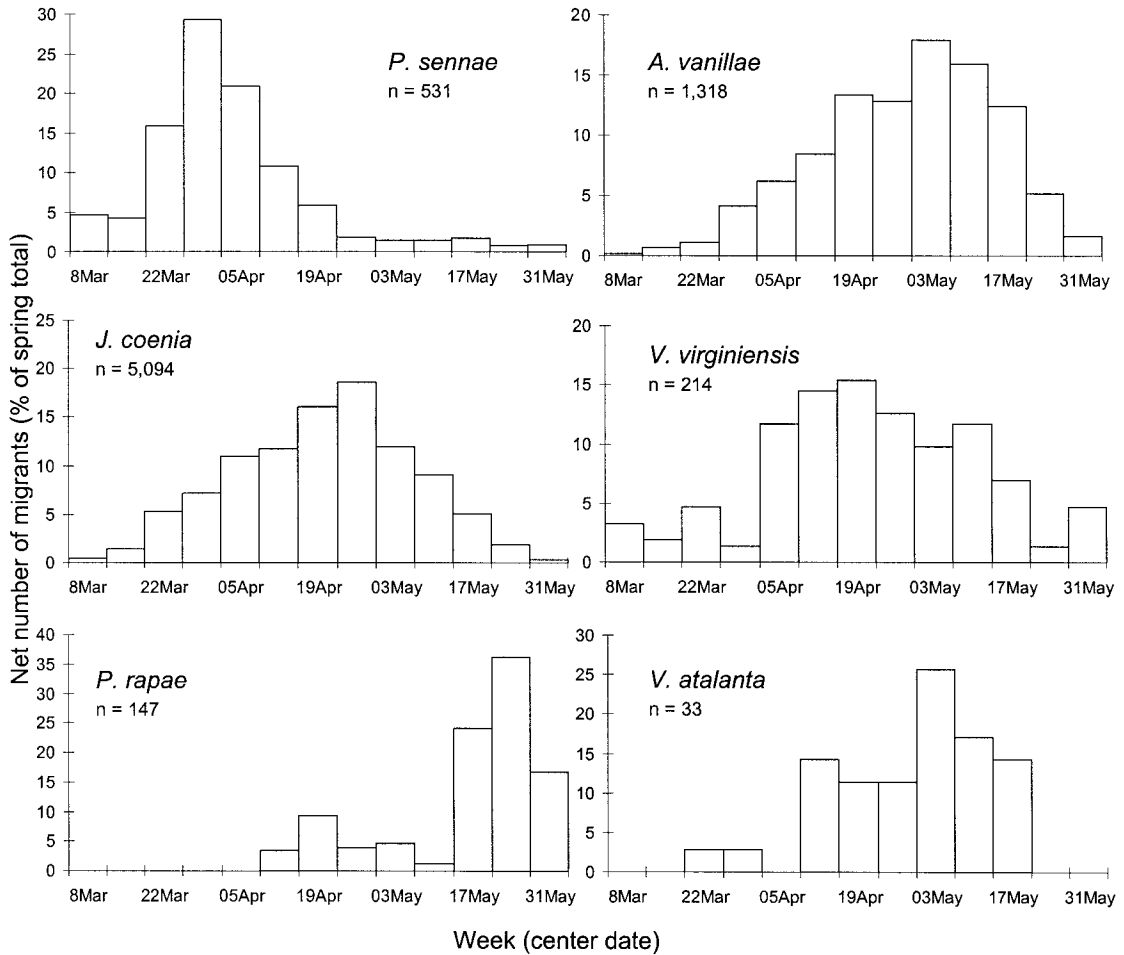 Net number of migrants (% of spring total)
P. sennae
n = 531
30
25
20
15
10
5
0
8Mar 22Mar 05Apr 19Apr 03May 17May 31May
A. vanillae
n = 1,318
20
15
10
5
0
8Mar 22Mar 05Apr 19Apr 03May 17May 31May
J. coenia
n = 5,094
25
20
15
10
5
0
8Mar 22Mar 05Apr 19Apr 03May 17May 31May
V. virginiensis
n = 214
20
15
10
5
0
8Mar 22Mar 05Apr 19Apr 03May 17May 31May
P. rapae
n = 147
40
35
30
25
20
15
10
5
0
8Mar 22Mar 05Apr 19Apr 03May 17May 31May
V. atalanta
n = 33
30
25
20
15
10
5
0
8Mar 22Mar 05Apr 19Apr 03May 17May 31May
Week (center date)